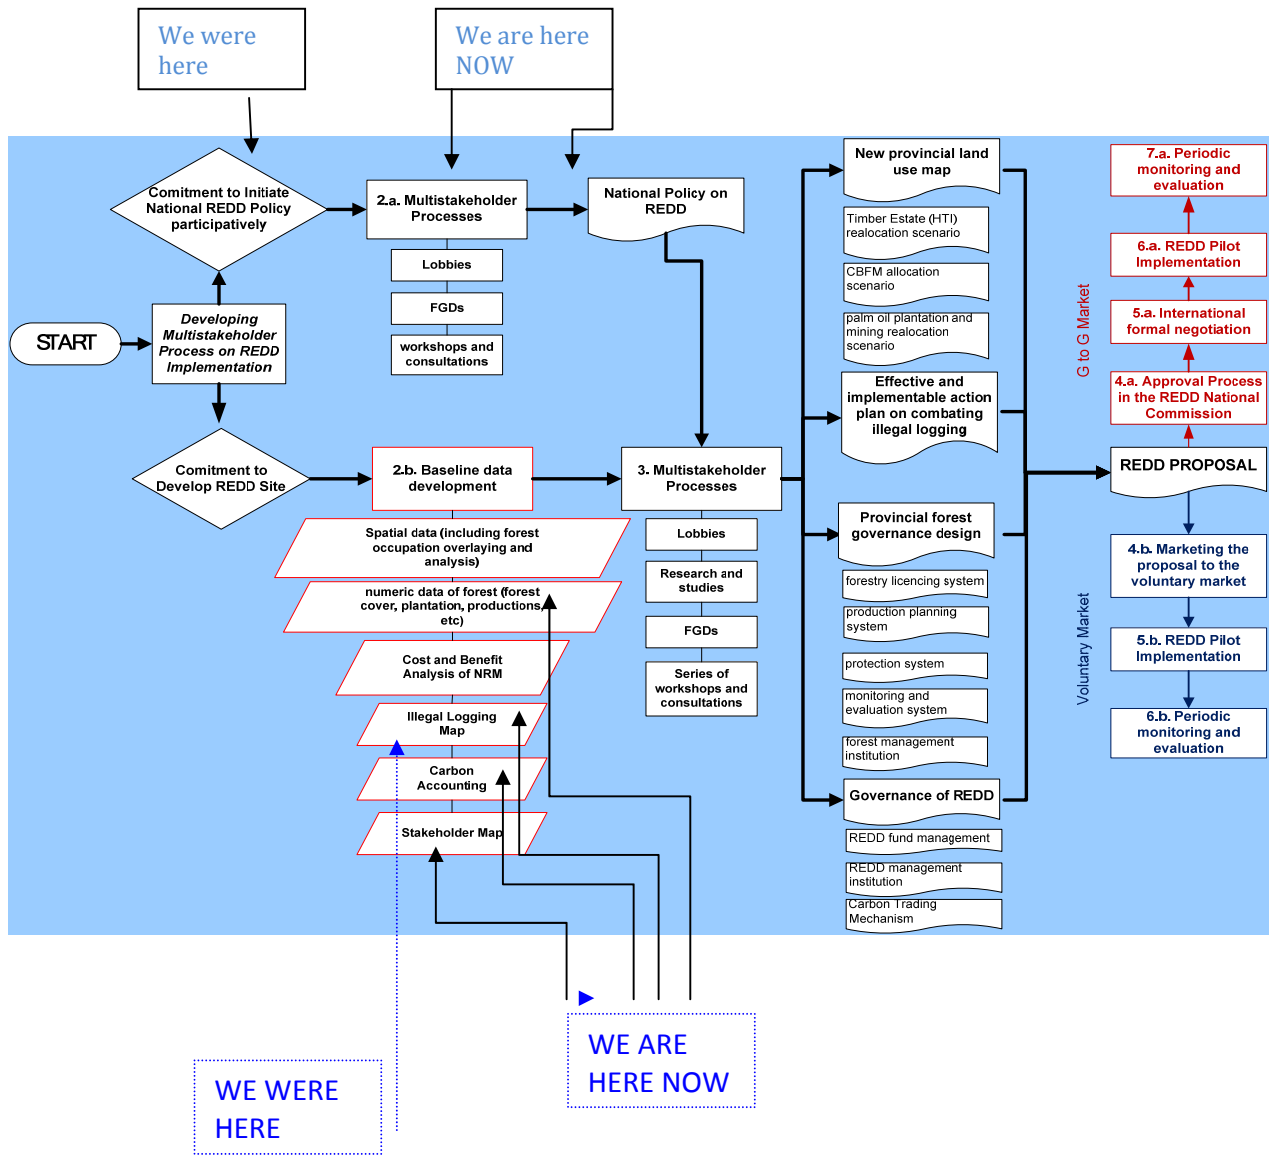 We were
here
We are here
NOW
Comitment to Initiate
National REDD Policy
participatively
2.a. Multistakeholder
Processes
Lobbies
FGDs
workshops and
consultations
National Policy on
REDD
START
Developing
Multistakeholder
Process on REDD
Implementation
Comitment to
Develop REDD Site
2.b. Baseline data
development
Spatial data (including forest
occupation overlaying and
analysis)
numeric data of forest (forest
cover, plantation, productions,
etc)
Cost and Benefit
Analysis of NRM
Illegal Logging
Map
Carbon
Accounting
Stakeholder Map
3. Multistakeholder
Processes
Lobbies
Research and
studies
FGDs
Series of
workshops and
consultations
New provincial land
use map
Timber Estate (HTI)
realocation scenario
CBFM allocation
scenario
palm oil plantation and
mining realocation
scenario
Effective and
implementable action
plan on combating
illegal logging
Provincial forest
governance design
forestry licencing system
production planning
system
protection system
monitoring and
evaluation system
forest management
institution
Governance of REDD
REDD fund management
REDD management
institution
Carbon Trading
Mechanism
G to G Market
7.a. Periodic
monitoring and
evaluation
6.a. REDD Pilot
Implementation
5.a. International
formal negotiation
4.a. Approval Process
in the REDD National
Commission
REDD PROPOSAL
Voluntary Market
4.b. Marketing the
proposal to the
voluntary market
5.b. REDD Pilot
Implementation
6.b. Periodic
monitoring and
evaluation
WE ARE
HERE NOW
WE WERE
HERE